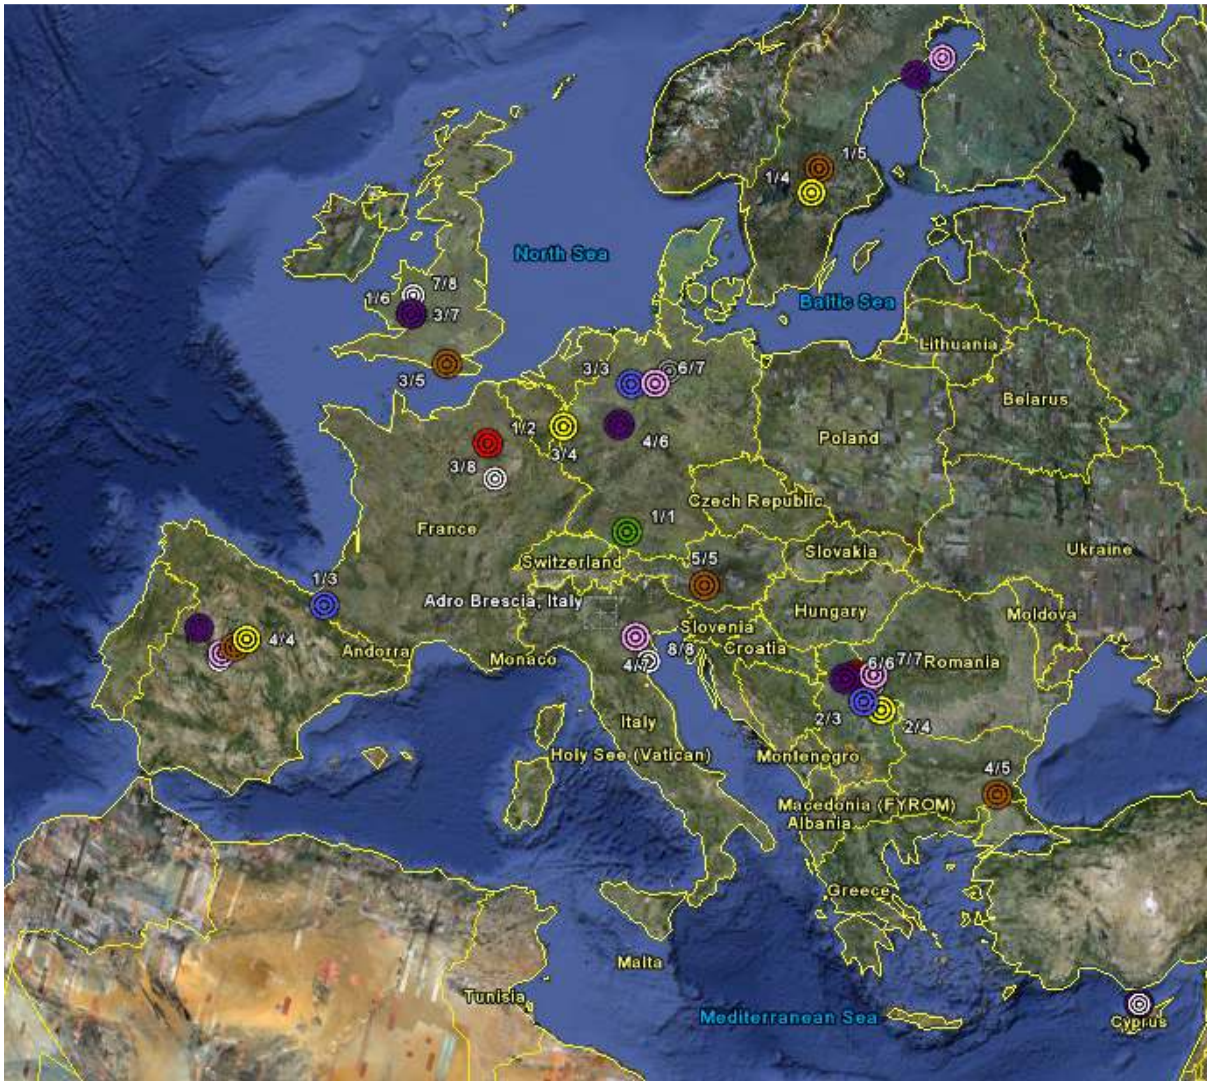 1/5
1/4
North Sea
7/8
1/6
3/7
Baltic Sea
Lithuania
3/3
6/7
3/5
Belarus
1/2
4/6
3/4
Poland
3/8
Czech Republic
France
1/1
Switzerland
5/5
Slovakia
Ukraine
1/3
Adro Brescia, Italy
Hungary
Moldova
4/4
Andorra
Slovenia
Croatia
Monaco
4/7
8/8
6/6
7/7
Romania
Italy
2/3
2/4
Holy See (Vatican)
Montenegro
4/5
Macedonia (FYROM)
Albania
Greece
Malta
Tunisia
Mediterranean Sea
Cyprus